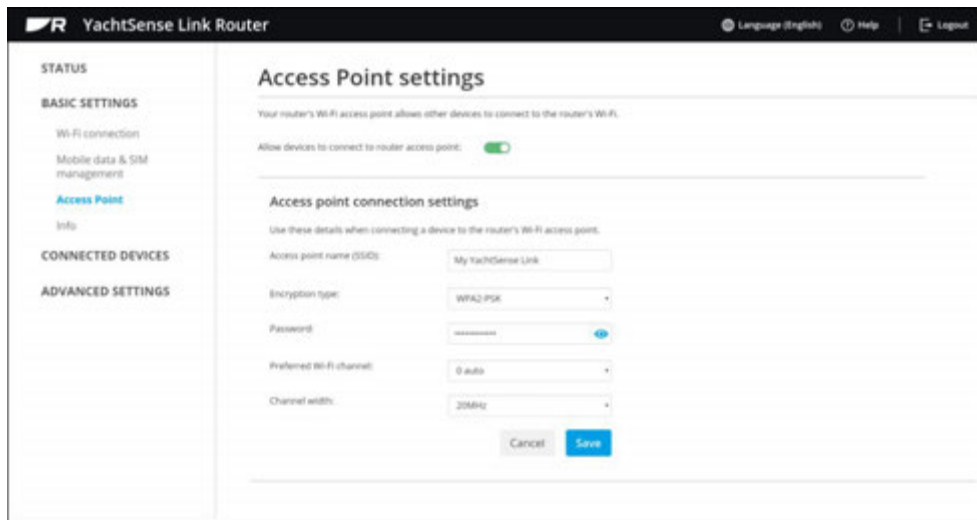 R YachtSense Link Router
Language (English) Help Logout
STATUS
BASIC SETTINGS
Wi-Fi connection
Mobile data & SIM
management
Access Point
Info
CONNECTED DEVICES
ADVANCED SETTINGS
Access Point settings
Your router's Wi-Fi access point allows other devices to connect to the router's Wi-Fi.
Allow devices to connect to router access point:
Access point connection settings
Use these details when connecting a device to the router's Wi-Fi access point.
Access point name (SSID): My YachtSense Link
Encryption type: WPA2-PSK
Password:
Preferred Wi-Fi channel: 0 auto
Channel width: 20MHz
Cancel Save